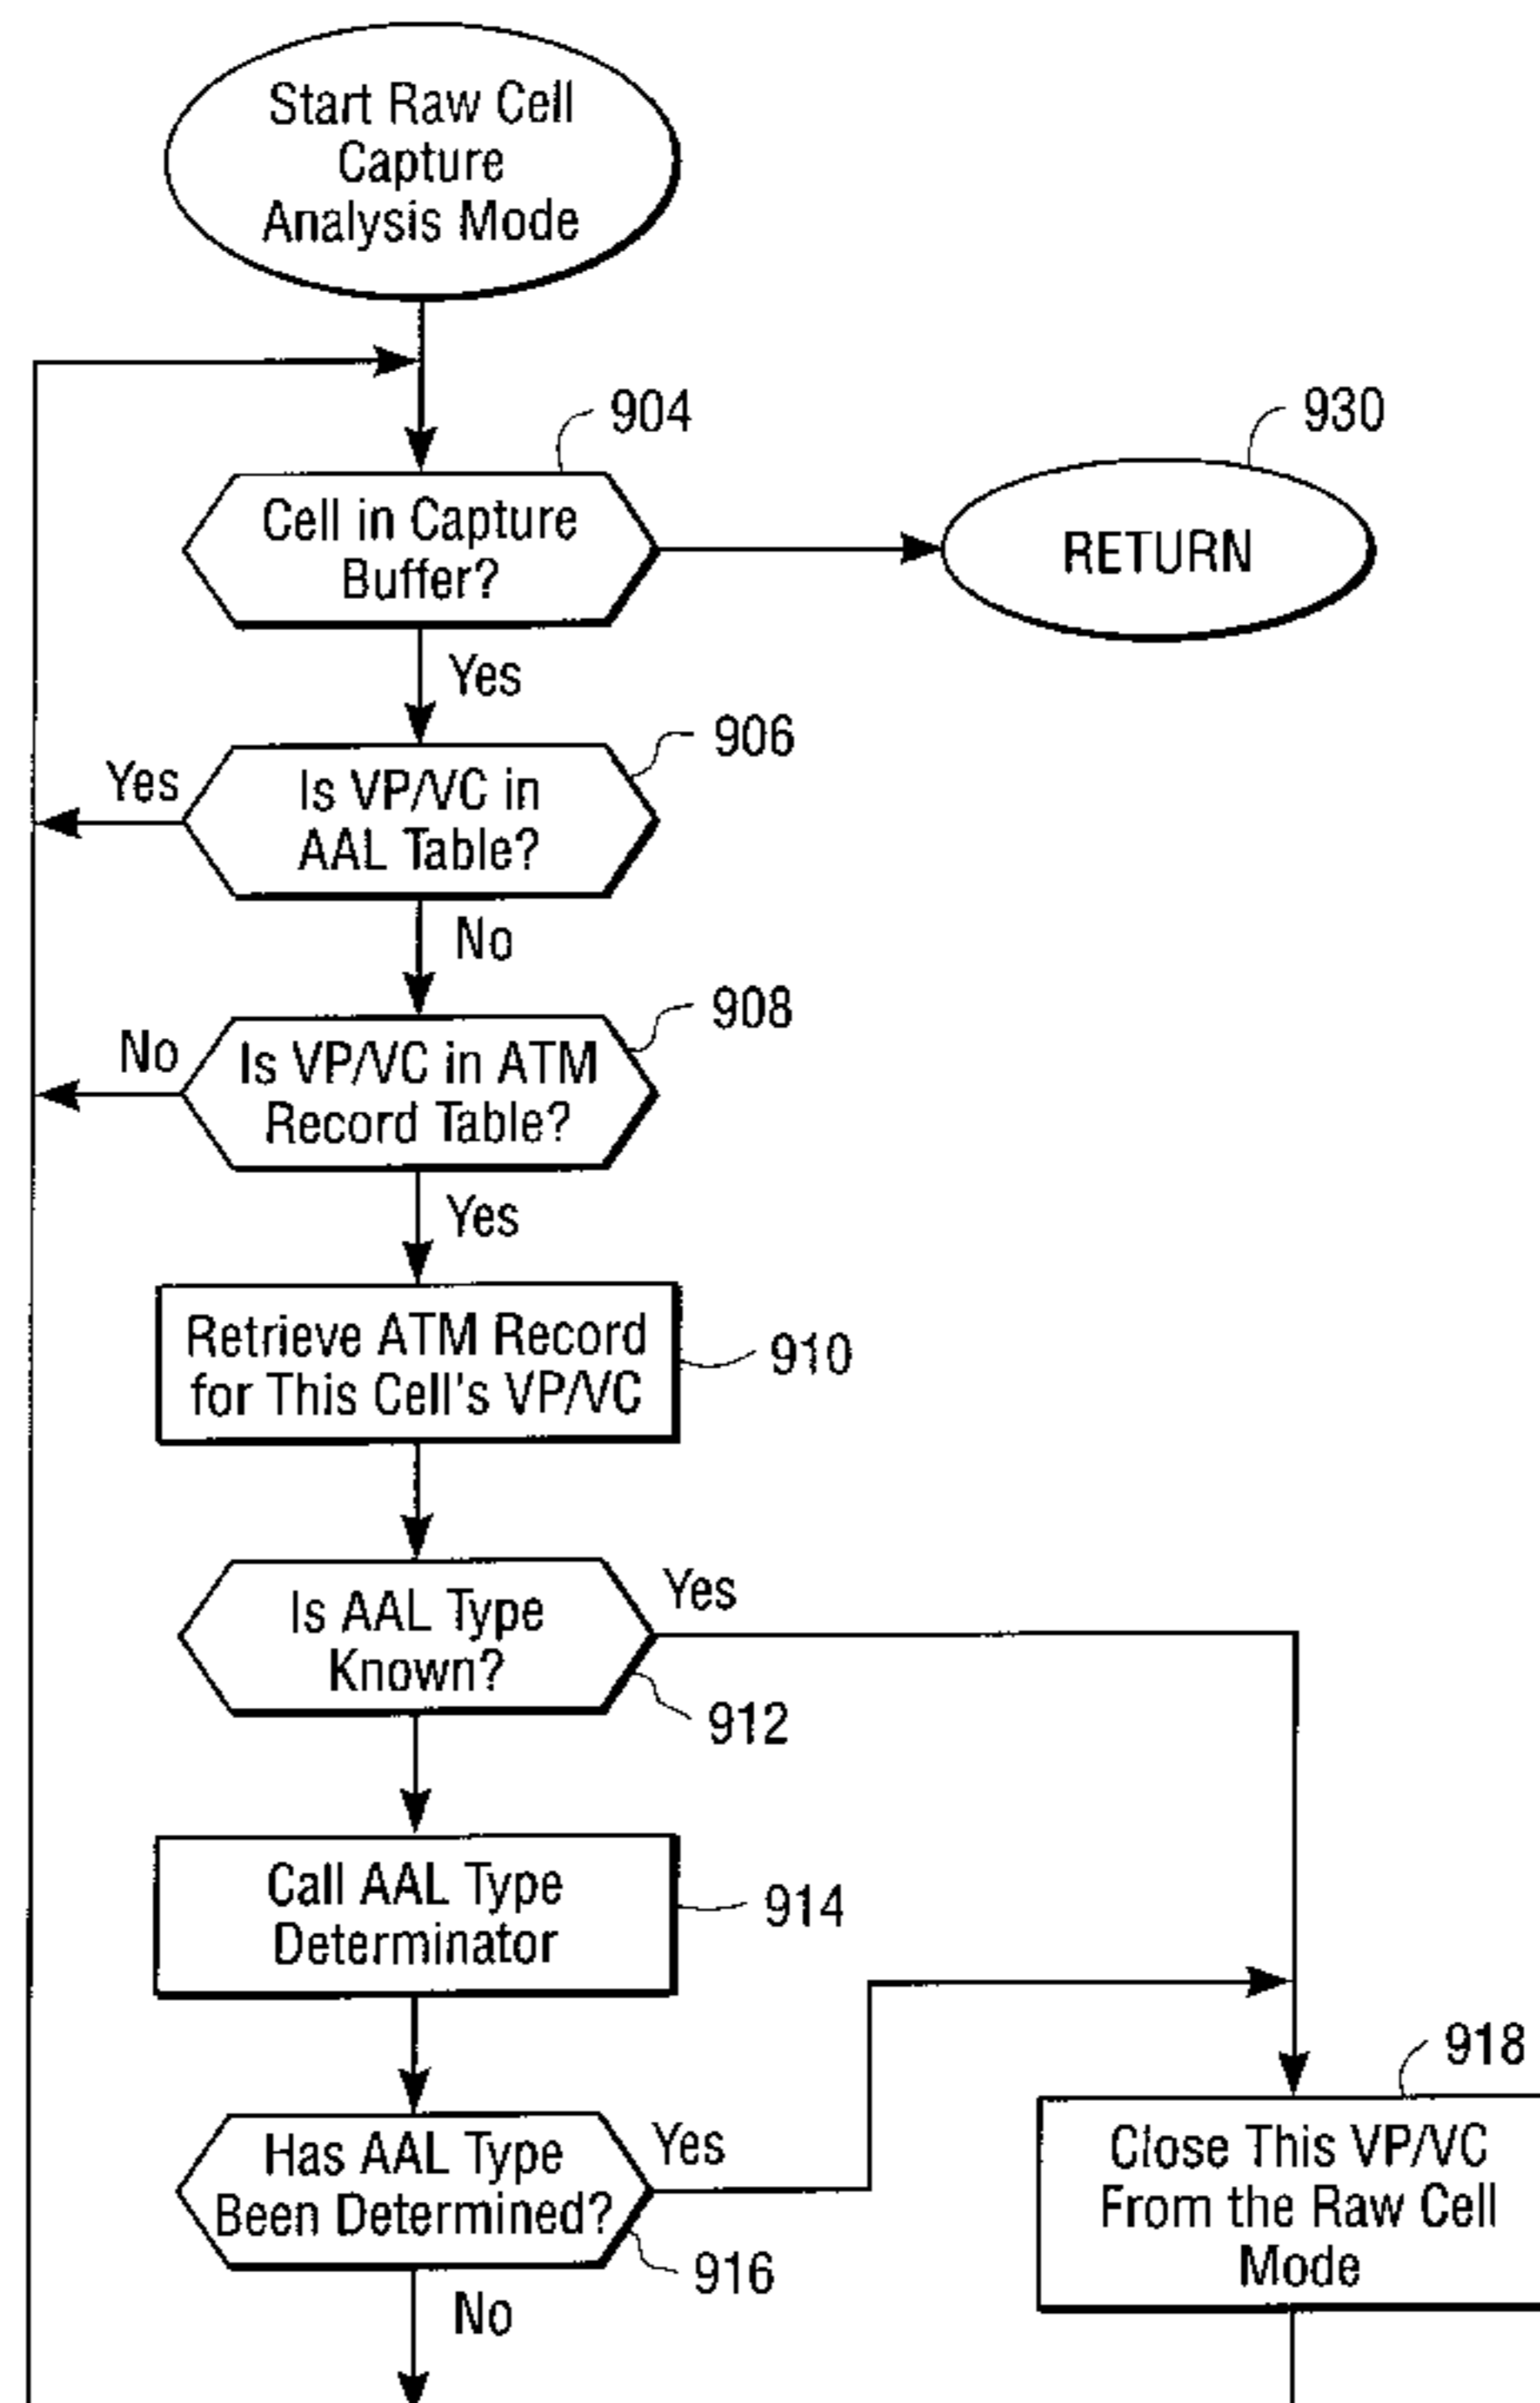 Start Raw Cell
Capture
Analysis Mode
904
930
Cell in Capture
Buffer?
RETURN
Yes
906
Yes
Is VP/VC in
AAL Table?
No
908
No
Is VP/VC in ATM
Record Table?
Yes
Retrieve ATM Record
for This Cell's VP/VC
910
Is AAL Type
Known?
Yes
912
Call AAL Type
Determinator
914
918
Has AAL Type
Been Determined?
Yes
916
Close This VP/VC
From the Raw Cell
Mode
No